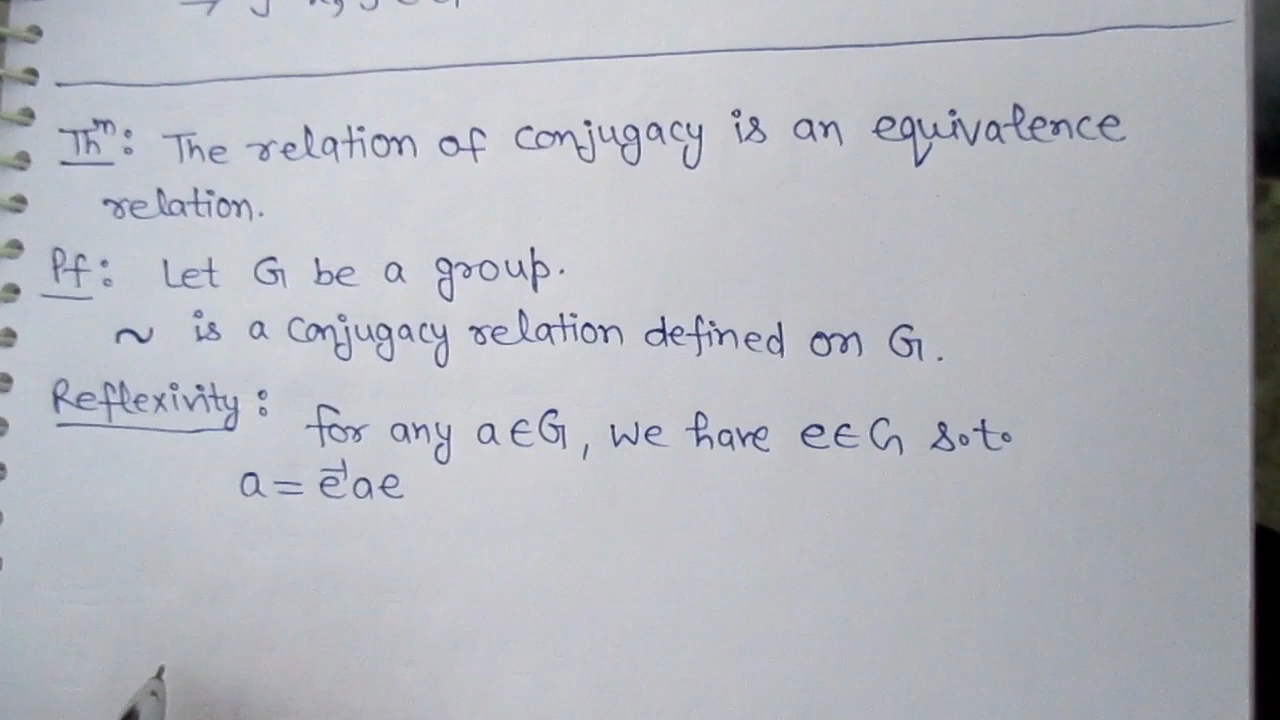 Thm: The relation of conjugacy is an equivalence
relation.
Pf: Let G be a group.
~ is a conjugacy relation defined on G.
Reflexivity: for any a∈G, we have e∈G s.t.
a = e⁻¹ae